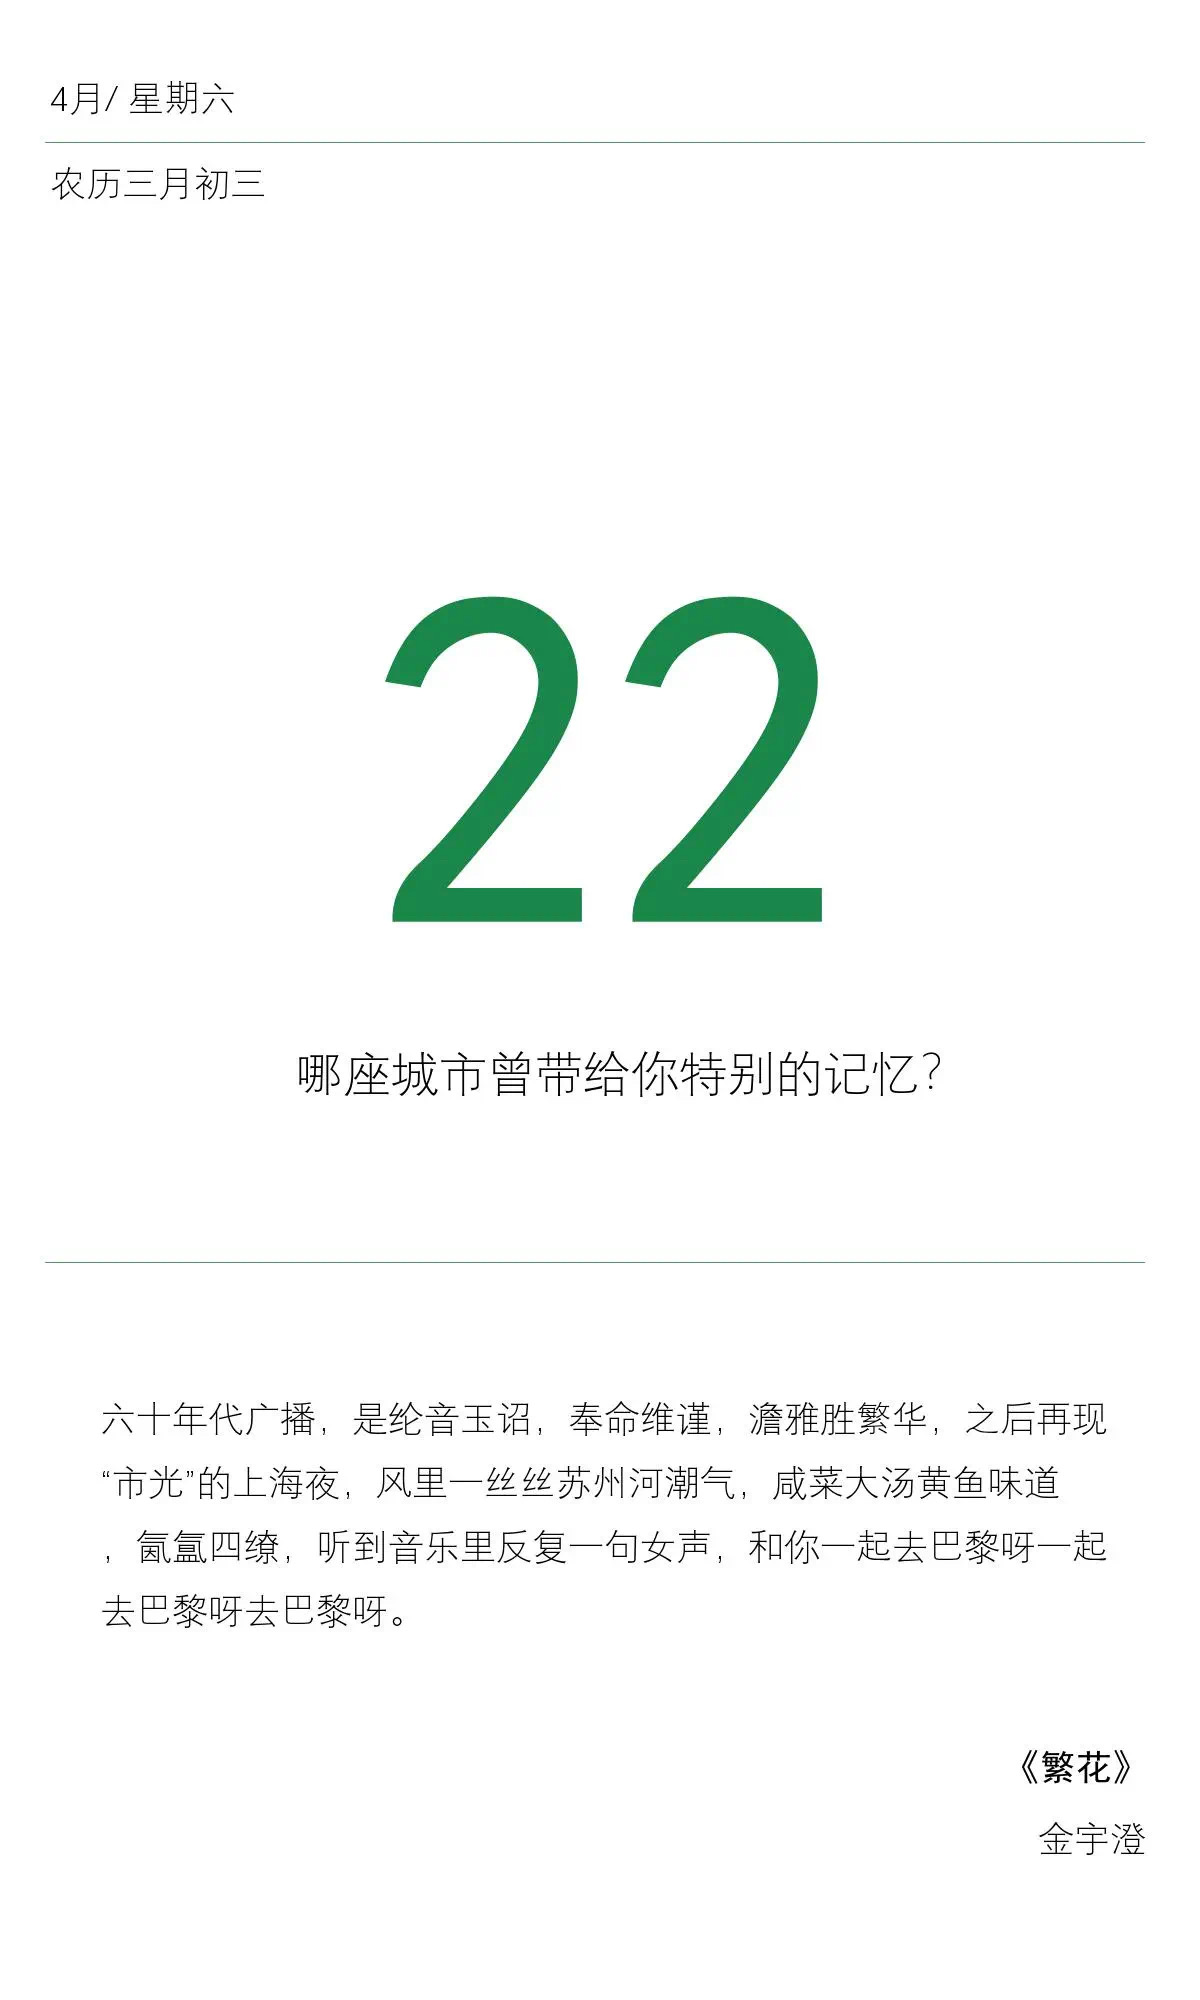 4月/ 星期六
农历三月初三
22
哪座城市曾带给你特别的记忆?
六十年代广播，是纶音玉诏，奉命维谨，澹雅胜繁华，之后再现
“市光”的上海夜，风里一丝丝苏州河潮气，咸菜大汤黄鱼味道
，氤氲四缭，听到音乐里反复一句女声，和你一起去巴黎呀一起
去巴黎呀去巴黎呀。
《繁花》
金宇澄